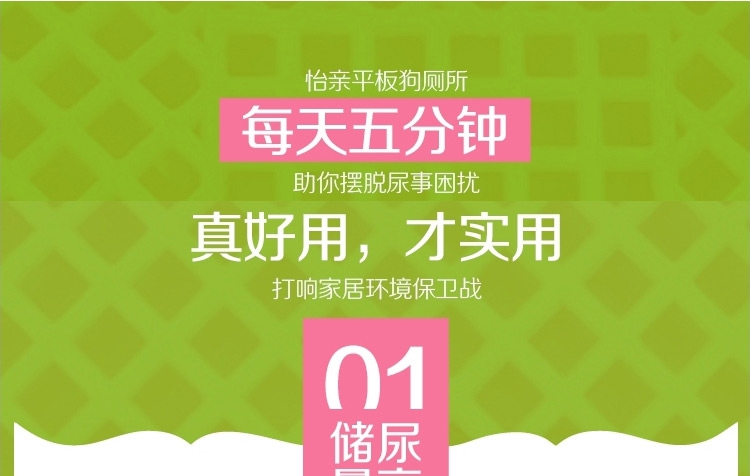 怡亲平板狗厕所
每天五分钟
助你摆脱尿事困扰
真好用，才实用
打响家居环境保卫战
01
储尿